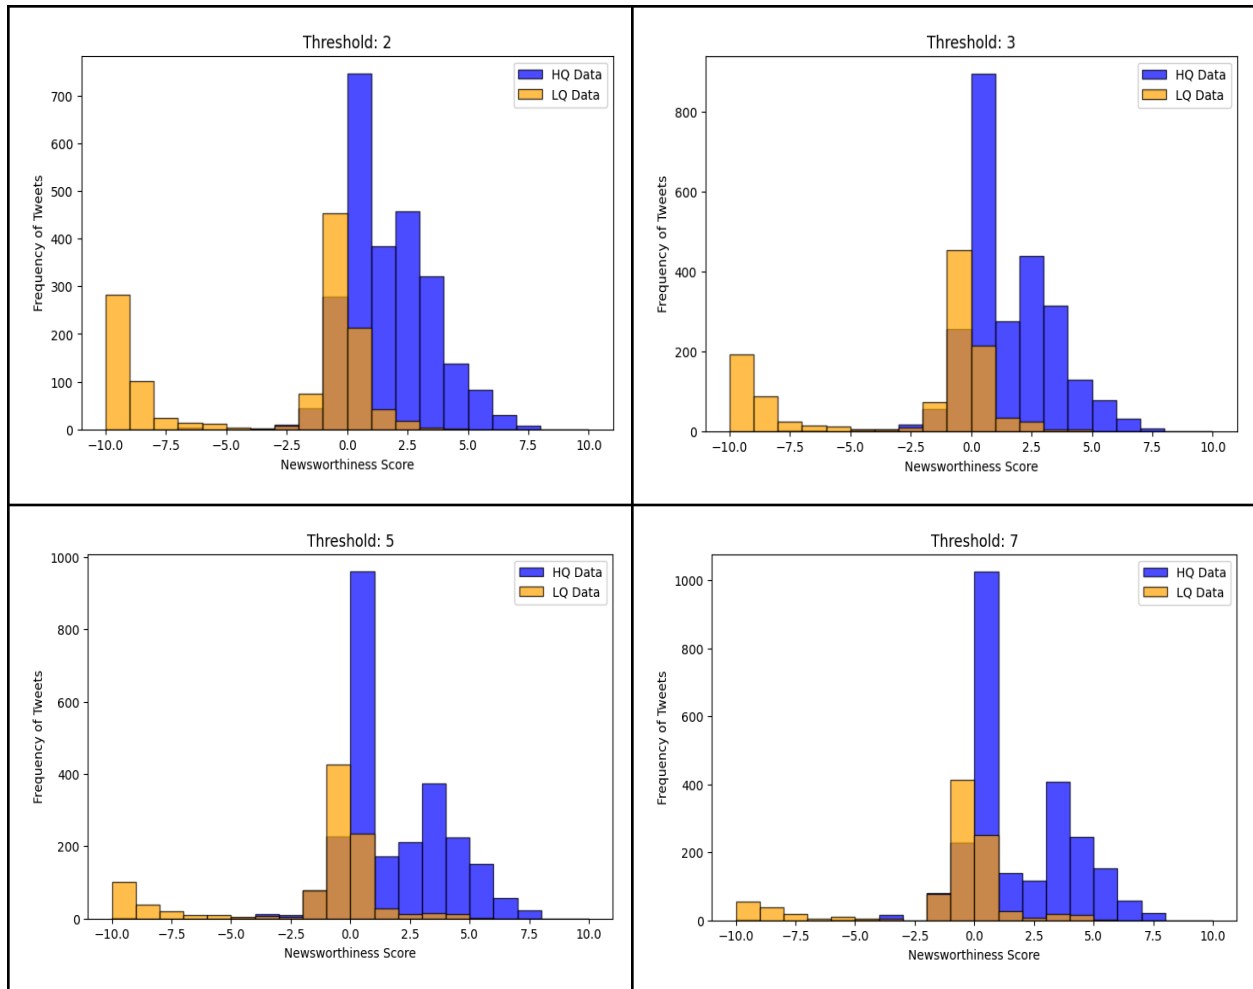 Threshold: 2
HQ Data
LQ Data
Frequency of Tweets
700
600
500
400
300
200
100
0
−10.0 −7.5 −5.0 −2.5 0.0 2.5 5.0 7.5 10.0
Newsworthiness Score
Threshold: 3
HQ Data
LQ Data
Frequency of Tweets
800
600
400
200
0
−10.0 −7.5 −5.0 −2.5 0.0 2.5 5.0 7.5 10.0
Newsworthiness Score
Threshold: 5
HQ Data
LQ Data
Frequency of Tweets
1000
800
600
400
200
0
−10.0 −7.5 −5.0 −2.5 0.0 2.5 5.0 7.5 10.0
Newsworthiness Score
Threshold: 7
HQ Data
LQ Data
Frequency of Tweets
1000
800
600
400
200
0
−10.0 −7.5 −5.0 −2.5 0.0 2.5 5.0 7.5 10.0
Newsworthiness Score